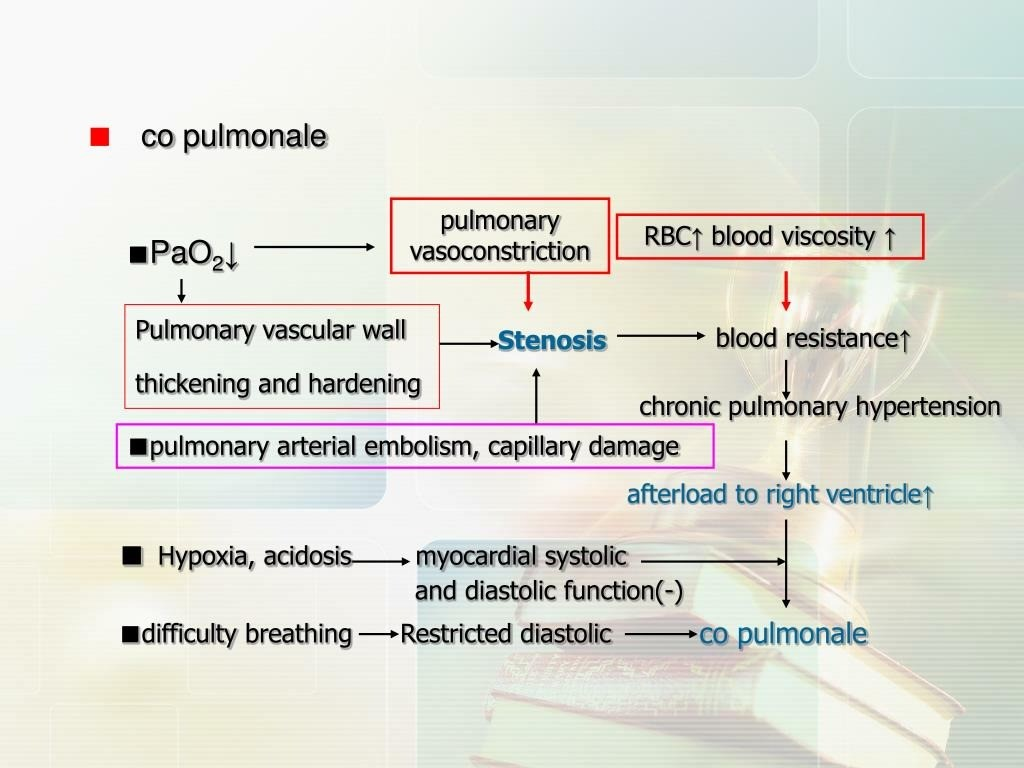 ■ co pulmonale
pulmonary
vasoconstriction
RBC↑ blood viscosity ↑
■PaO₂↓
Pulmonary vascular wall
thickening and hardening
Stenosis
blood resistance↑
chronic pulmonary hypertension
■pulmonary arterial embolism, capillary damage
afterload to right ventricle↑
■ Hypoxia, acidosis
myocardial systolic
and diastolic function(-)
■difficulty breathing
Restricted diastolic
co pulmonale